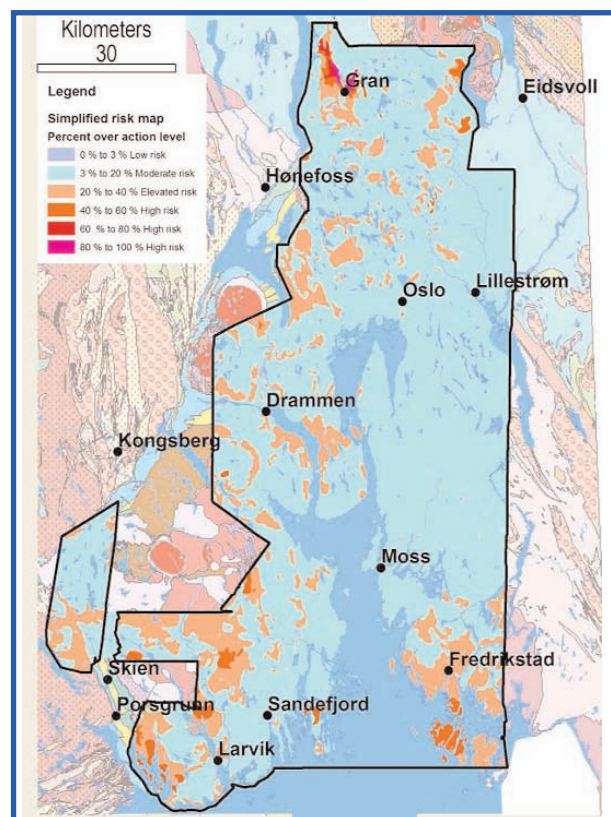 Kilometers
30
Legend
Simplified risk map
Percent over action level
0 % to 3 % Low risk
3 % to 20 % Moderate risk
20 % to 40 % Elevated risk
40 % to 60 % High risk
60 % to 80 % High risk
80 % to 100 % High risk
Gran
Eidsvoll
Hønefoss
Lillestrøm
Oslo
Drammen
Kongsberg
Moss
Fredrikstad
Skien
Porsgrunn
Sandefjord
Larvik